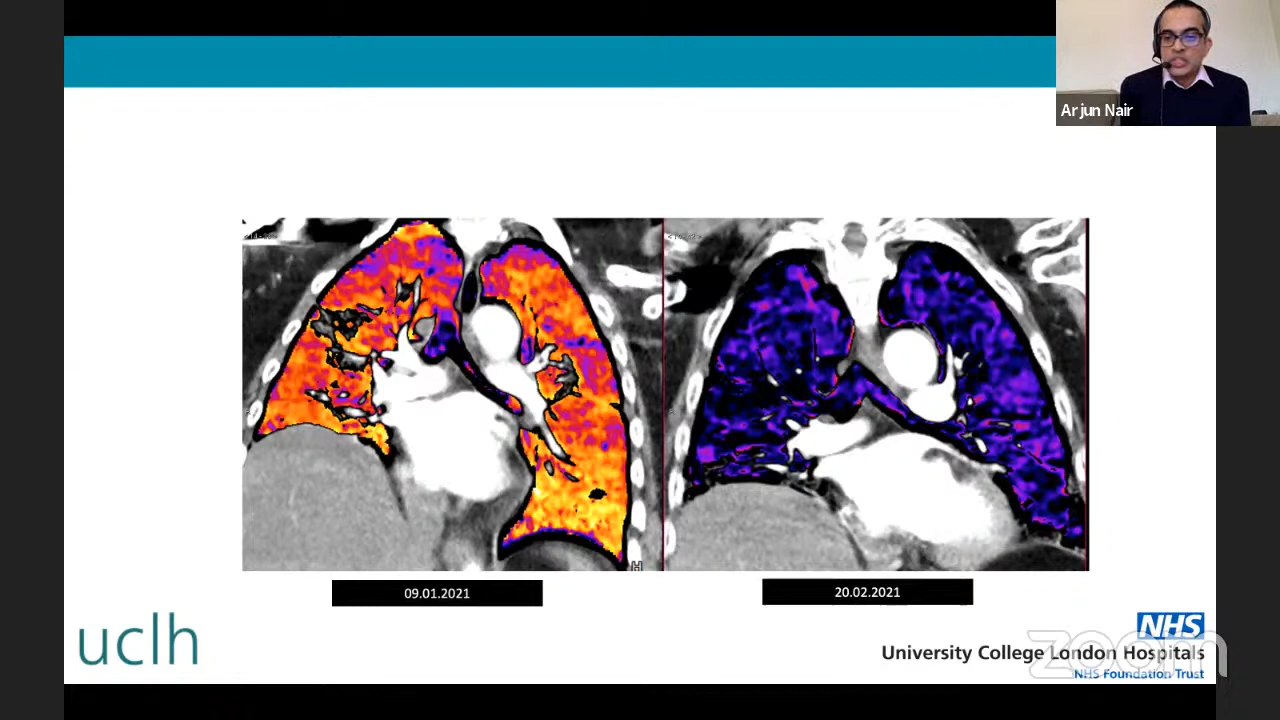 Arjun Nair
H
09.01.2021
20.02.2021
uclh
NHS
University College London Hospitals
NHS Foundation Trust
zoom